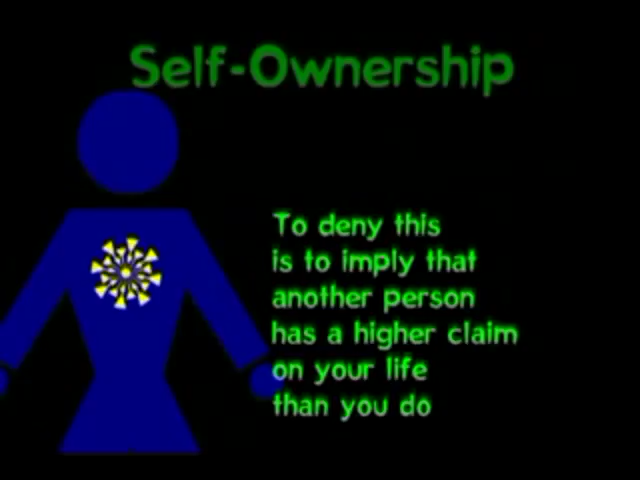 Self-Ownership
To deny this
is to imply that
another person
has a higher claim
on your life
than you do